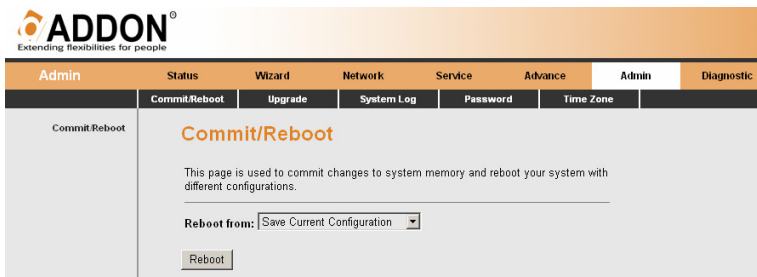 ADDON®
Extending flexibilities for people
Admin Status Wizard Network Service Advance Admin Diagnostic
Commit/Reboot Upgrade System Log Password Time Zone
Commit/Reboot
Commit/Reboot
This page is used to commit changes to system memory and reboot your system with
different configurations.
Reboot from: Save Current Configuration
Reboot